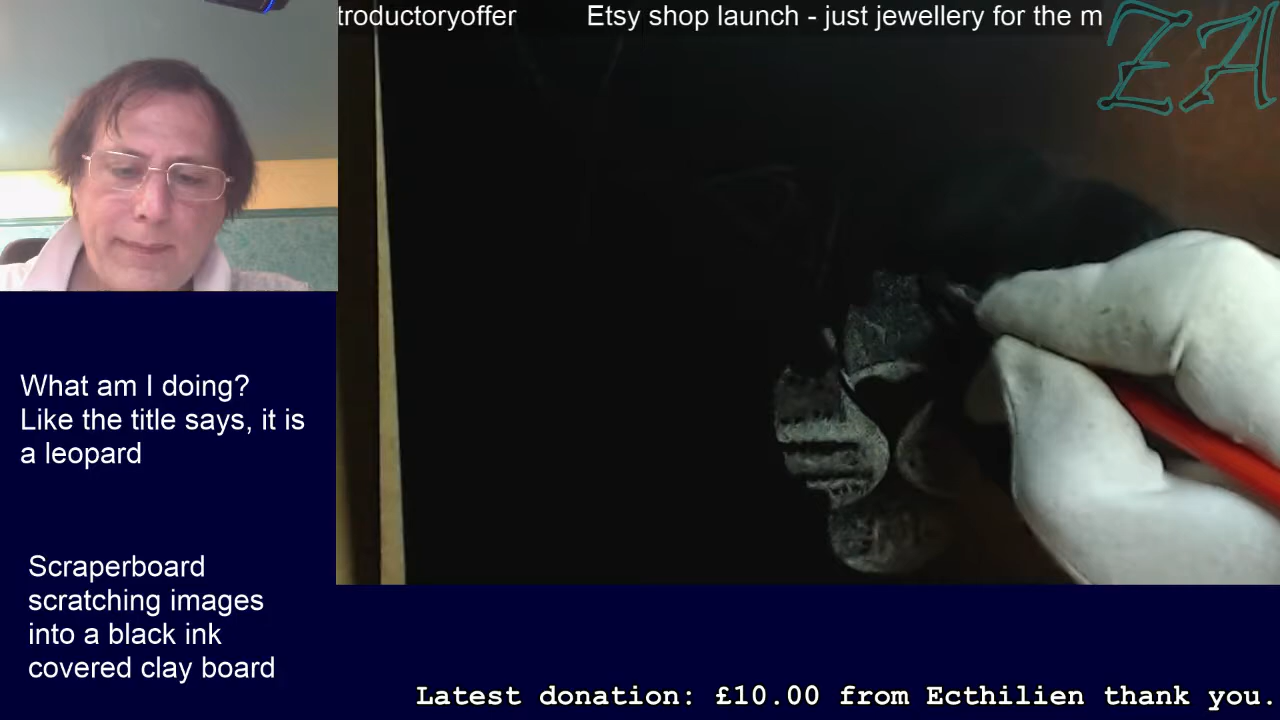 troductoryoffer Etsy shop launch - just jewellery for the m
ZA
What am I doing?
Like the title says, it is
a leopard
Scraperboard
scratching images
into a black ink
covered clay board
Latest donation: £10.00 from Ecthilien thank you.